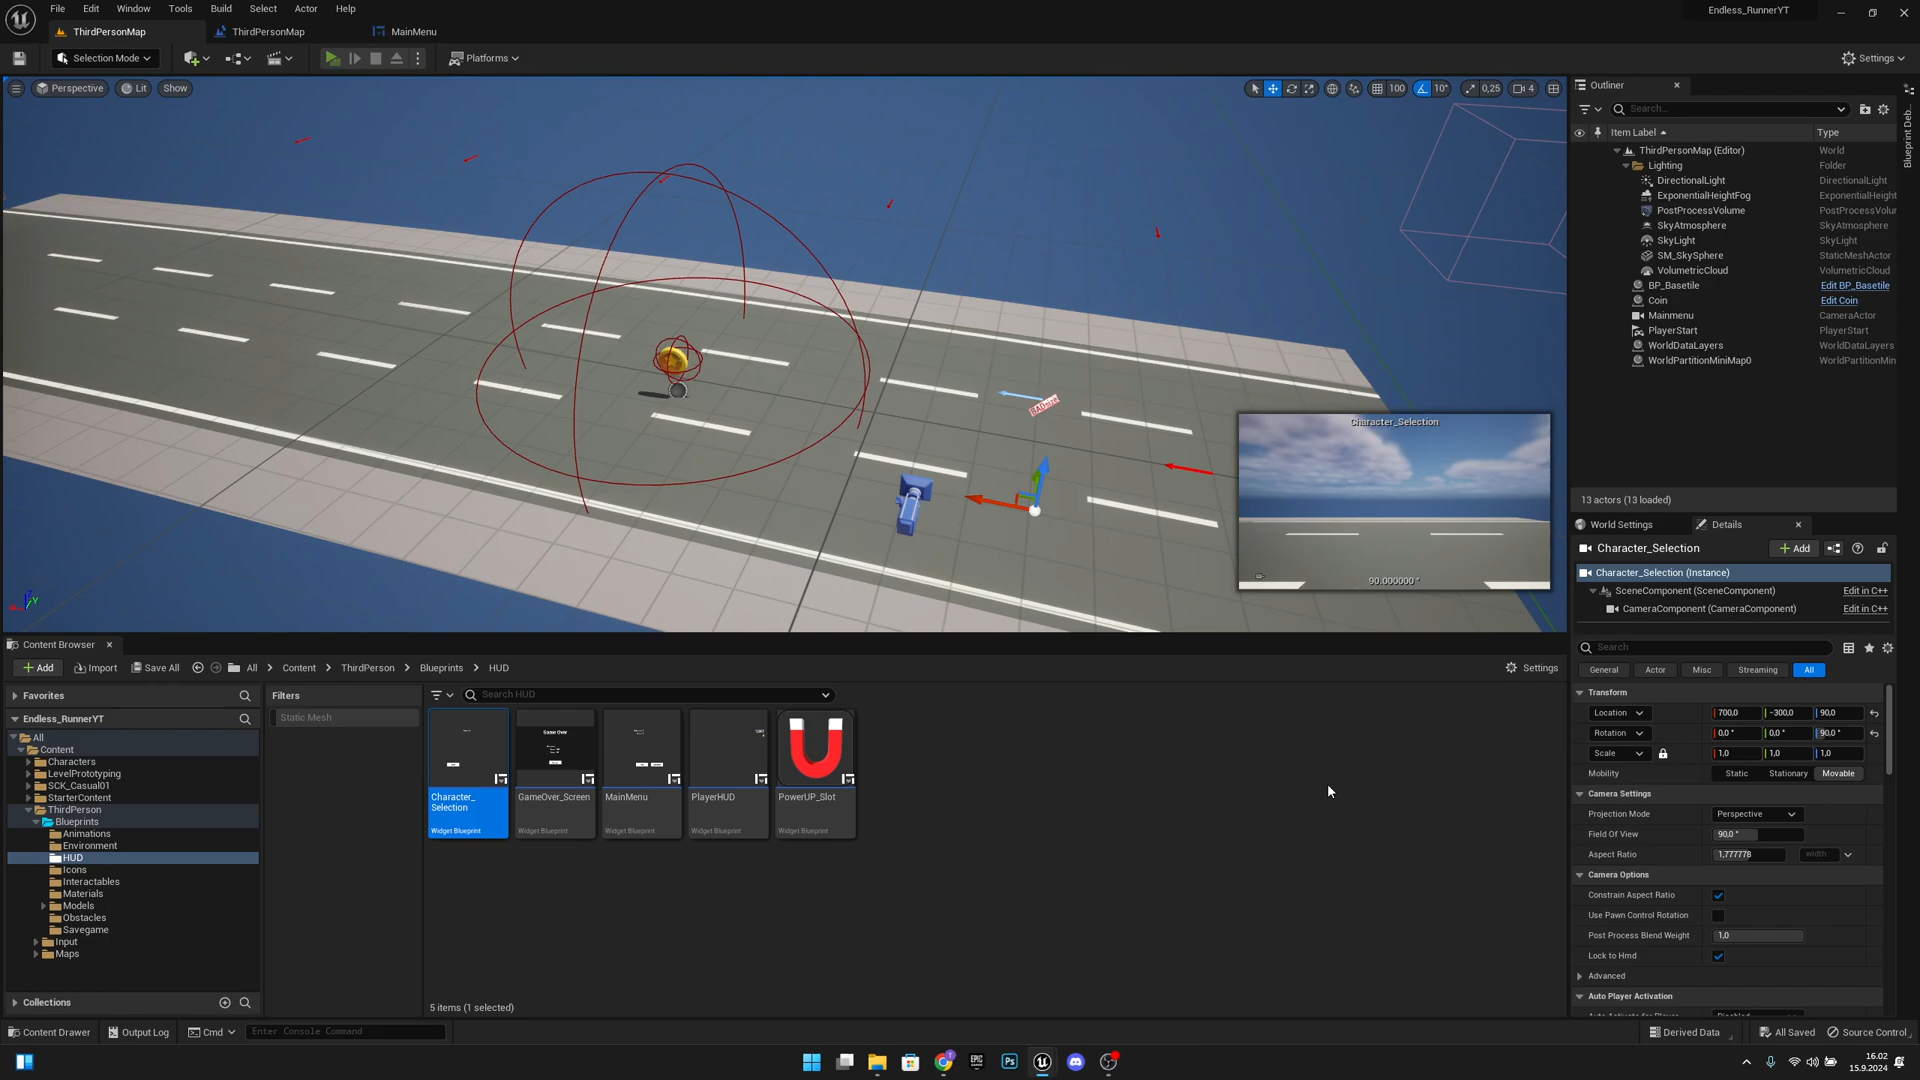 File Edit Window Tools Build Select Actor Help
Endless_RunnerYT
ThirdPersonMap ThirdPersonMap MainMenu
Selection Mode Platforms Settings
Perspective Lit Show
100 10° 0,25 4
Character_Selection
90.000000 °
Outliner
Search...
Item Label Type
ThirdPersonMap (Editor) World
Lighting Folder
DirectionalLight DirectionalLight
ExponentialHeightFog ExponentialHeight
PostProcessVolume PostProcessVolur
SkyAtmosphere SkyAtmosphere
SkyLight SkyLight
SM_SkySphere StaticMeshActor
VolumetricCloud VolumetricCloud
BP_Basetile Edit BP_Basetile
Coin Edit Coin
Mainmenu CameraActor
PlayerStart PlayerStart
WorldDataLayers WorldDataLayers
WorldPartitionMiniMap0 WorldPartitionMin
13 actors (13 loaded)
Blueprint Deb
World Settings Details
Character_Selection Add
Character_Selection (Instance)
SceneComponent (SceneComponent) Edit in C++
CameraComponent (CameraComponent) Edit in C++
Search
General Actor Misc Streaming All
Transform
Location 700,0 -300,0 90,0
Rotation 0,0 ° 0,0 ° 90,0 °
Scale 1,0 1,0 1,0
Mobility Static Stationary Movable
Camera Settings
Projection Mode Perspective
Field Of View 90,0 °
Aspect Ratio 1,777778 width
Camera Options
Constrain Aspect Ratio
Use Pawn Control Rotation
Post Process Blend Weight 1,0
Lock to Hmd
Advanced
Auto Player Activation
Content Browser
Add Import Save All All Content ThirdPerson Blueprints HUD Settings
Favorites
Endless_RunnerYT
All
Content
Characters
LevelPrototyping
SCK_Casual01
StarterContent
ThirdPerson
Blueprints
Animations
Environment
HUD
Icons
Interactables
Materials
Models
Obstacles
Savegame
Input
Maps
Collections
Filters
Static Mesh
Search HUD
Game Over
Character_
Selection
Widget Blueprint
GameOver_Screen
Widget Blueprint
MainMenu
Widget Blueprint
PlayerHUD
Widget Blueprint
PowerUP_Slot
Widget Blueprint
5 items (1 selected)
Content Drawer Output Log Cmd Enter Console Command Derived Data All Saved Source Control
Ps
16.02
15.9.2024